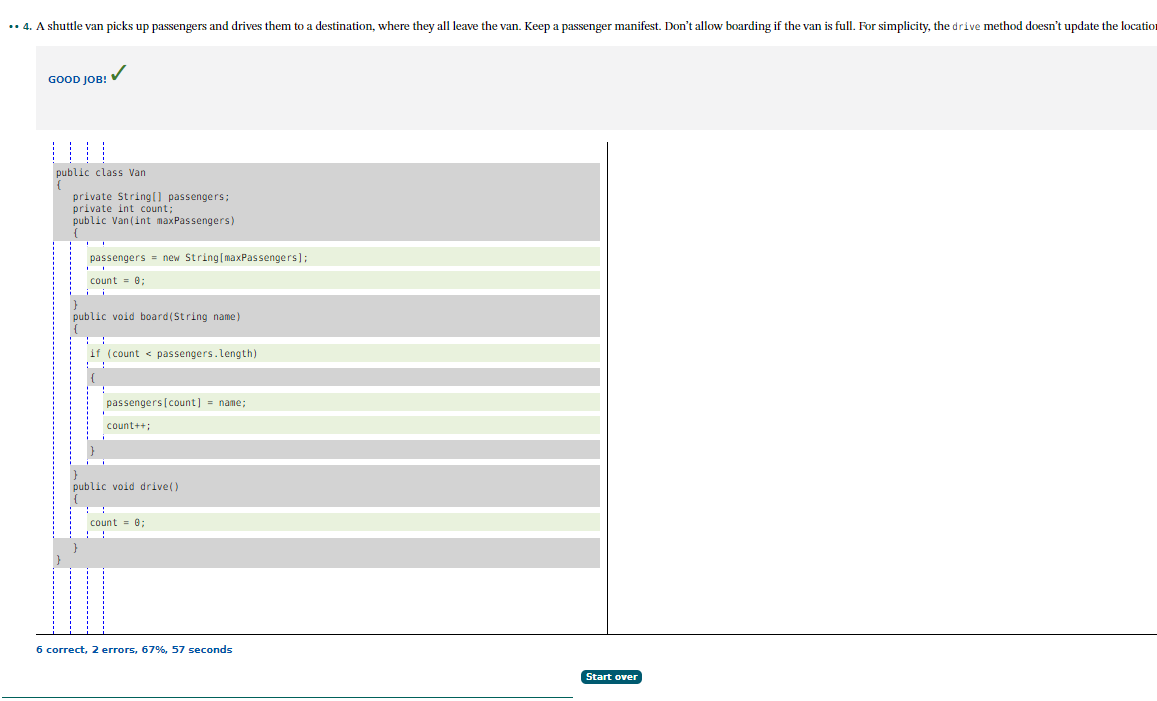 •• 4. A shuttle van picks up passengers and drives them to a destination, where they all leave the van. Keep a passenger manifest. Don’t allow boarding if the van is full. For simplicity, the drive method doesn’t update the location
GOOD JOB! ✓
public class Van
{
private String[] passengers;
private int count;
public Van(int maxPassengers)
{
passengers = new String[maxPassengers];
count = 0;
}
public void board(String name)
{
if (count < passengers.length)
{
passengers[count] = name;
count++;
}
}
public void drive()
{
count = 0;
}
}
6 correct, 2 errors, 67%, 57 seconds
Start over